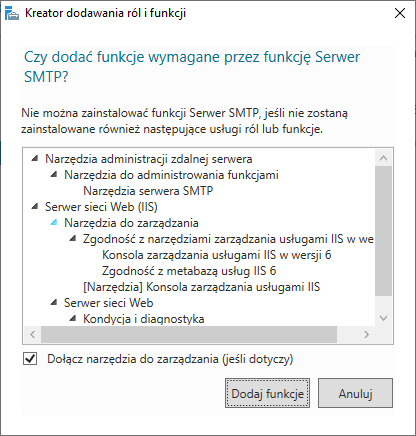 Kreator dodawania ról i funkcji
Czy dodać funkcje wymagane przez funkcję Serwer
SMTP?
Nie można zainstalować funkcji Serwer SMTP, jeśli nie zostaną
zainstalowane również następujące usługi ról lub funkcje.
Narzędzia administracji zdalnej serwera
Narzędzia do administrowania funkcjami
Narzędzia serwera SMTP
Serwer sieci Web (IIS)
Narzędzia do zarządzania
Zgodność z narzędziami zarządzania usługami IIS w we
Konsola zarządzania usługami IIS w wersji 6
Zgodność z metabazą usług IIS 6
[Narzędzia] Konsola zarządzania usługami IIS
Serwer sieci Web
Kondycja i diagnostyka
Dołącz narzędzia do zarządzania (jeśli dotyczy)
Dodaj funkcje
Anuluj